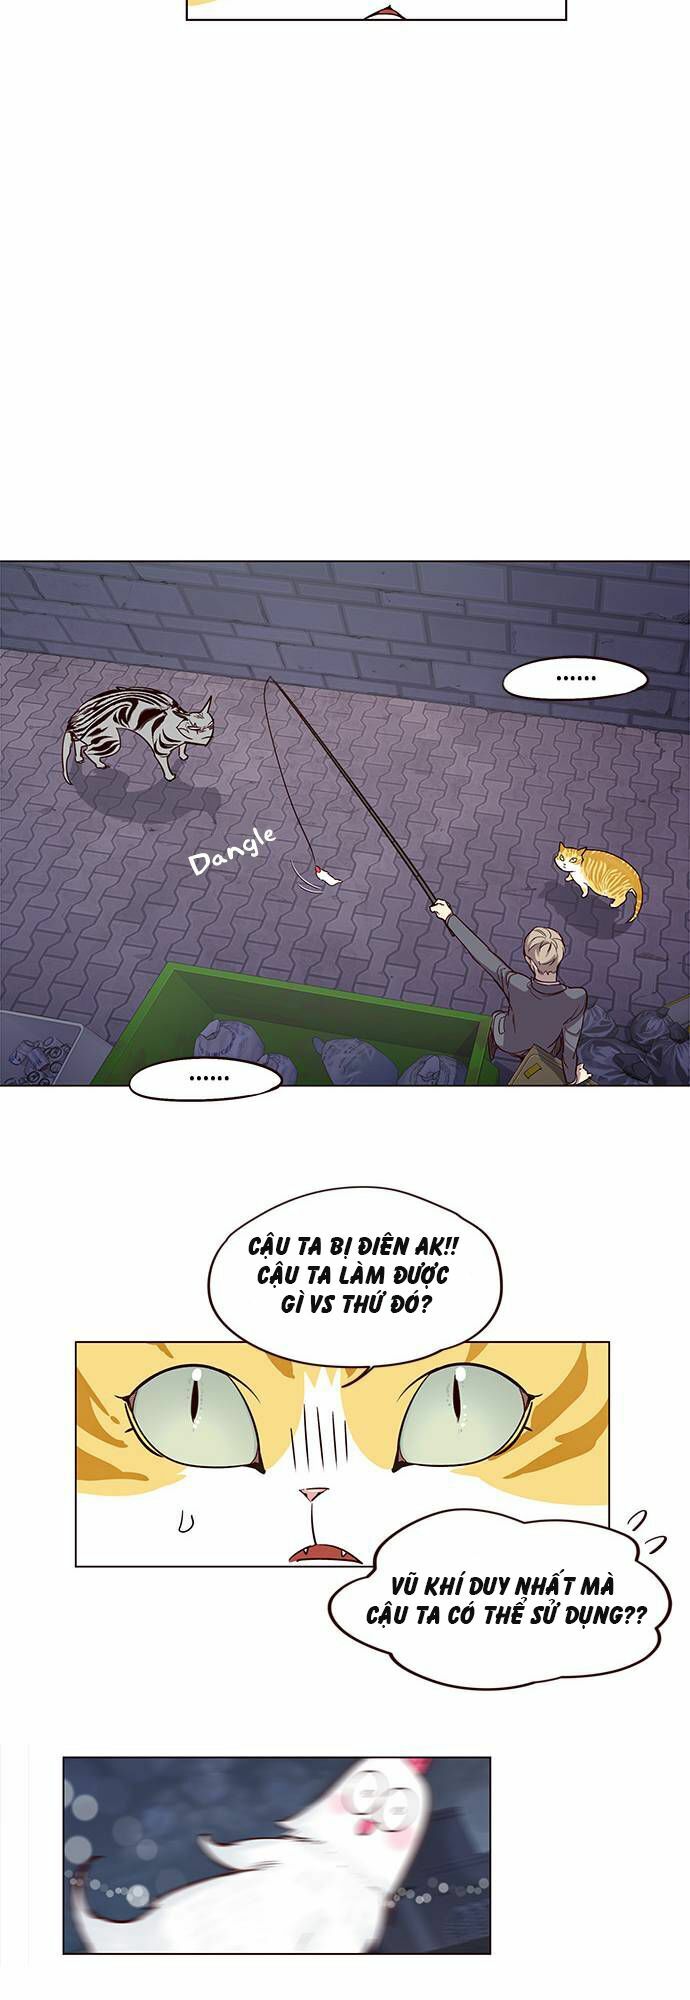 ......
Dangle
......
CẬU TA BỊ ĐIÊN AK!!
CẬU TA LÀM ĐƯỢC
GÌ VS THỨ ĐÓ?
VŨ KHÍ DUY NHẤT MÀ
CẬU TA CÓ THỂ SỬ DỤNG??